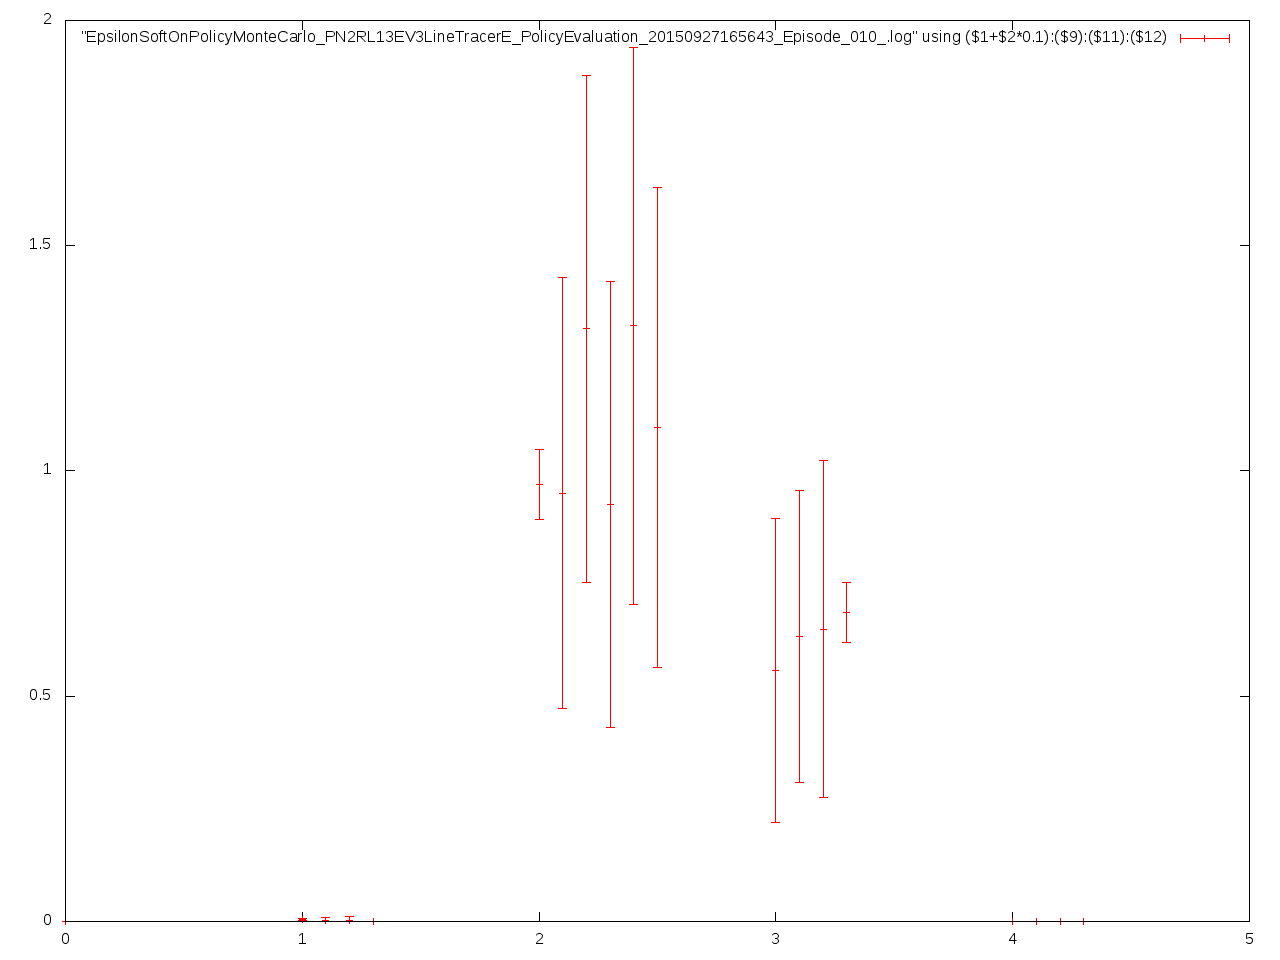 2
"EpsilonSoftOnPolicyMonteCarlo_PN2RL13EV3LineTracerE_PolicyEvaluation_20150927165643_Episode_010_.log" using ($1+$2*0.1):($9):($11):($12)
1.5
1
0.5
0
0 1 2 3 4 5